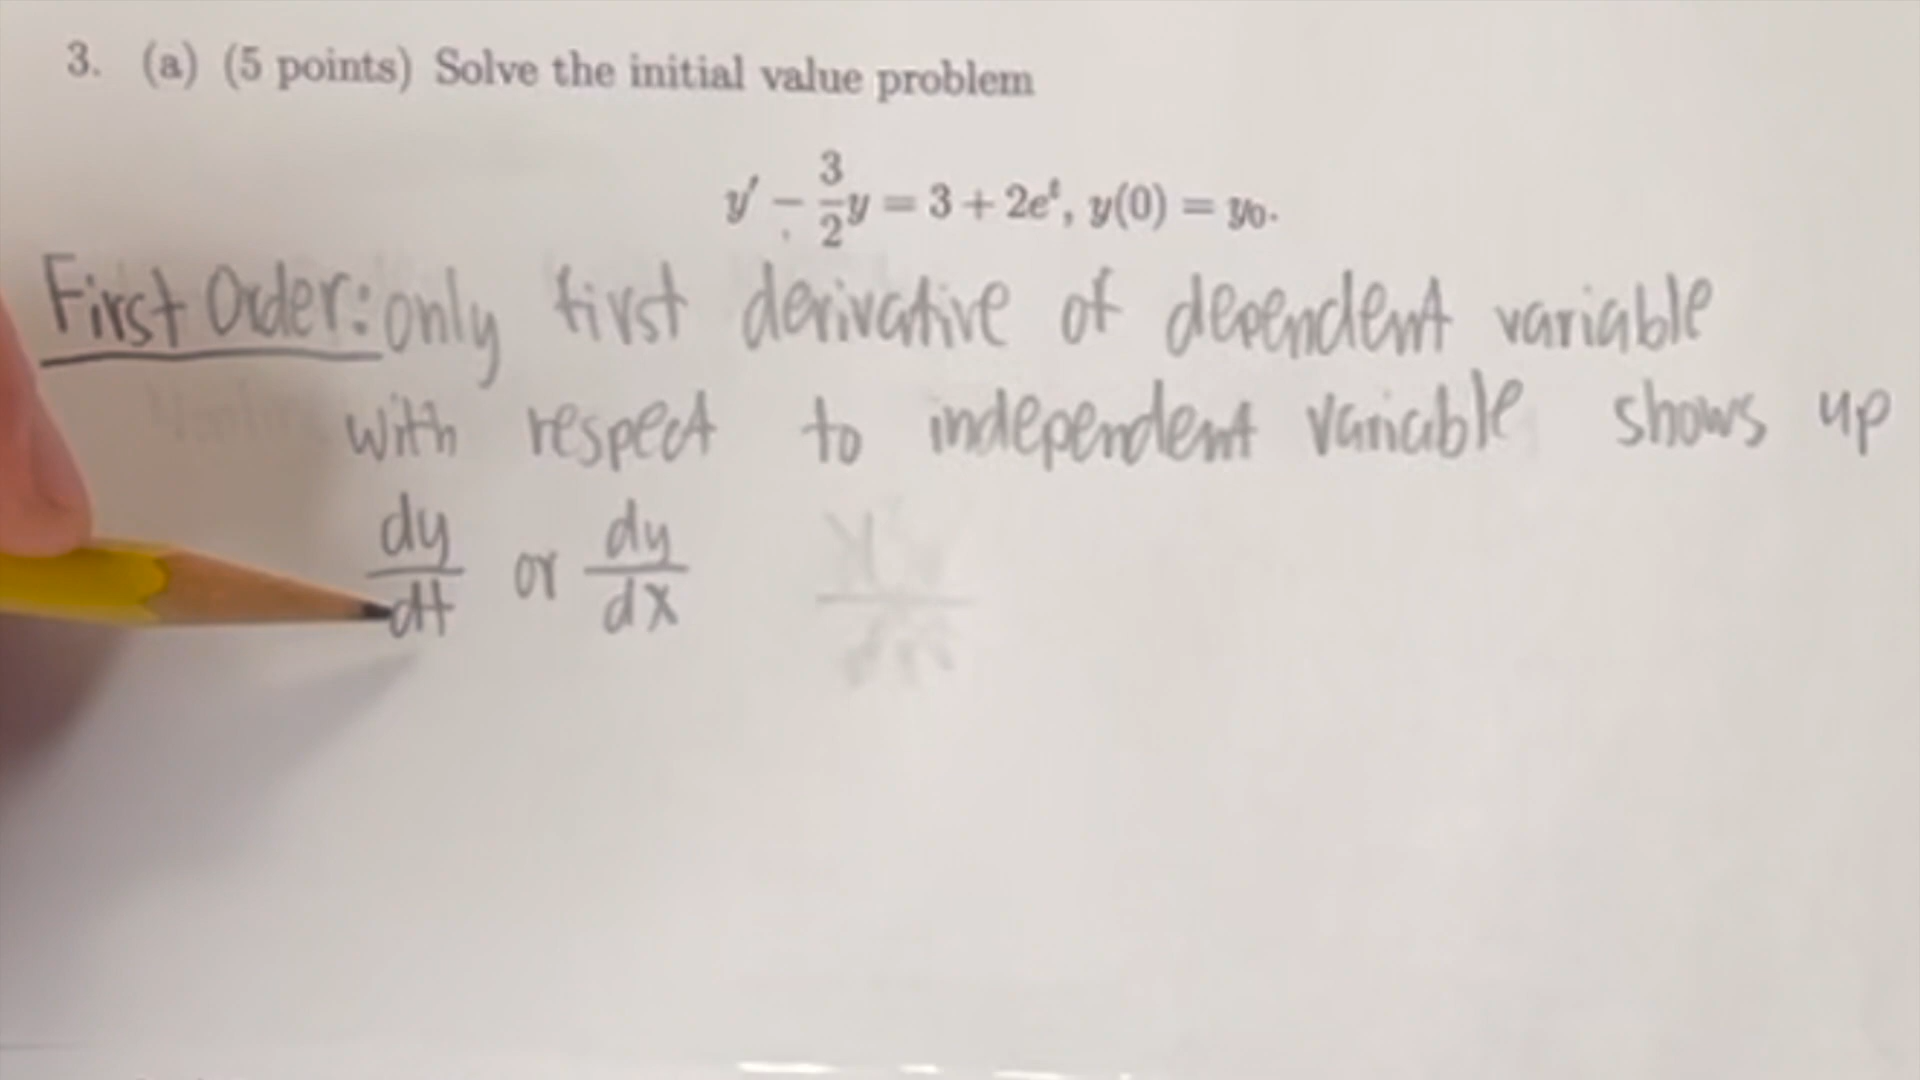 3. (a) (5 points) Solve the initial value problem
y′ − 3/2 y = 3 + 2eᵗ, y(0) = y₀.
First Order: only first derivative of dependent variable
with respect to independent variable shows up
dy/dt or dy/dx